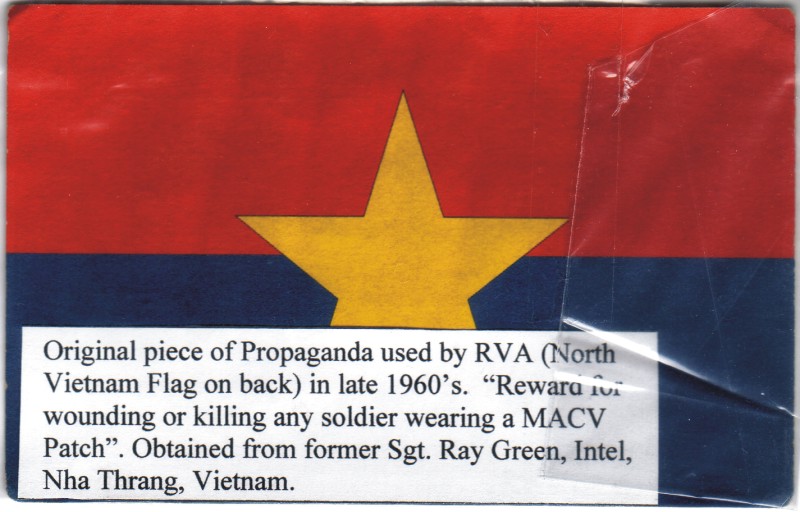 Original piece of Propaganda used by RVA (North
Vietnam Flag on back) in late 1960’s.  “Reward for
wounding or killing any soldier wearing a MACV
Patch”. Obtained from former Sgt. Ray Green, Intel,
Nha Thrang, Vietnam.